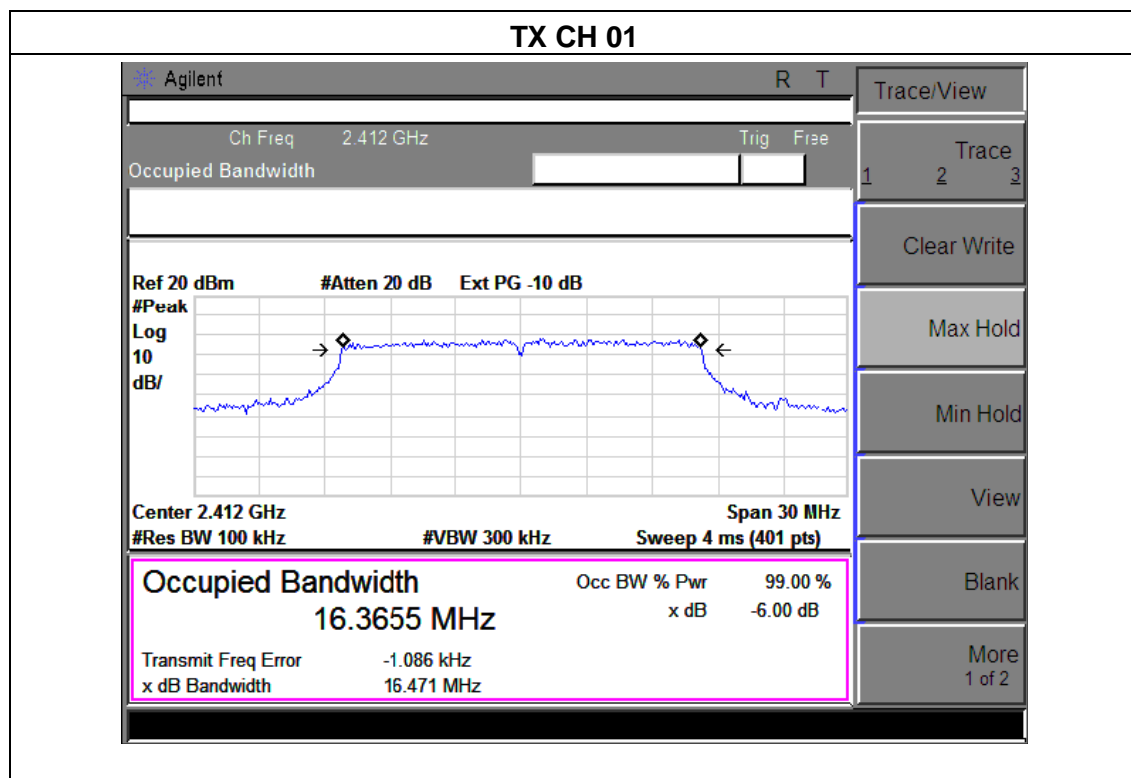 TX CH 01
Agilent R T
Trace/View
Ch Freq 2.412 GHz Trig Free
Occupied Bandwidth
Trace
1 2 3
Clear Write
Ref 20 dBm #Atten 20 dB Ext PG -10 dB
#Peak
Log
10
dB/
Max Hold
Min Hold
View
Center 2.412 GHz Span 30 MHz
#Res BW 100 kHz #VBW 300 kHz Sweep 4 ms (401 pts)
Occupied Bandwidth Occ BW % Pwr 99.00 %
16.3655 MHz x dB -6.00 dB
Transmit Freq Error -1.086 kHz
x dB Bandwidth 16.471 MHz
Blank
More
1 of 2